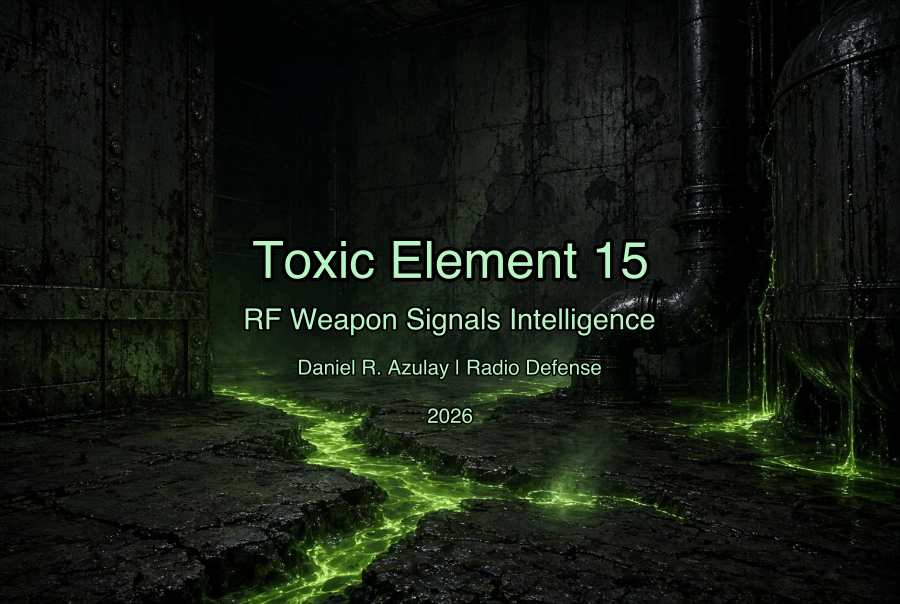 Toxic Element 15
RF Weapon Signals Intelligence
Daniel R. Azulay | Radio Defense
2026